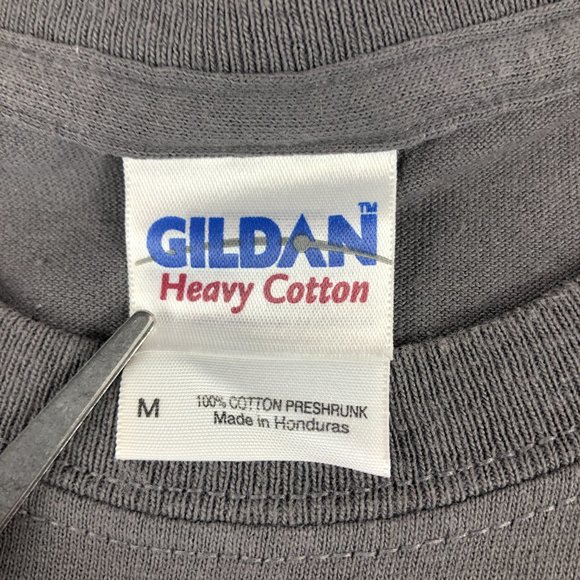 GILDAN™
Heavy Cotton
M
100% COTTON PRESHRUNK
Made in Honduras